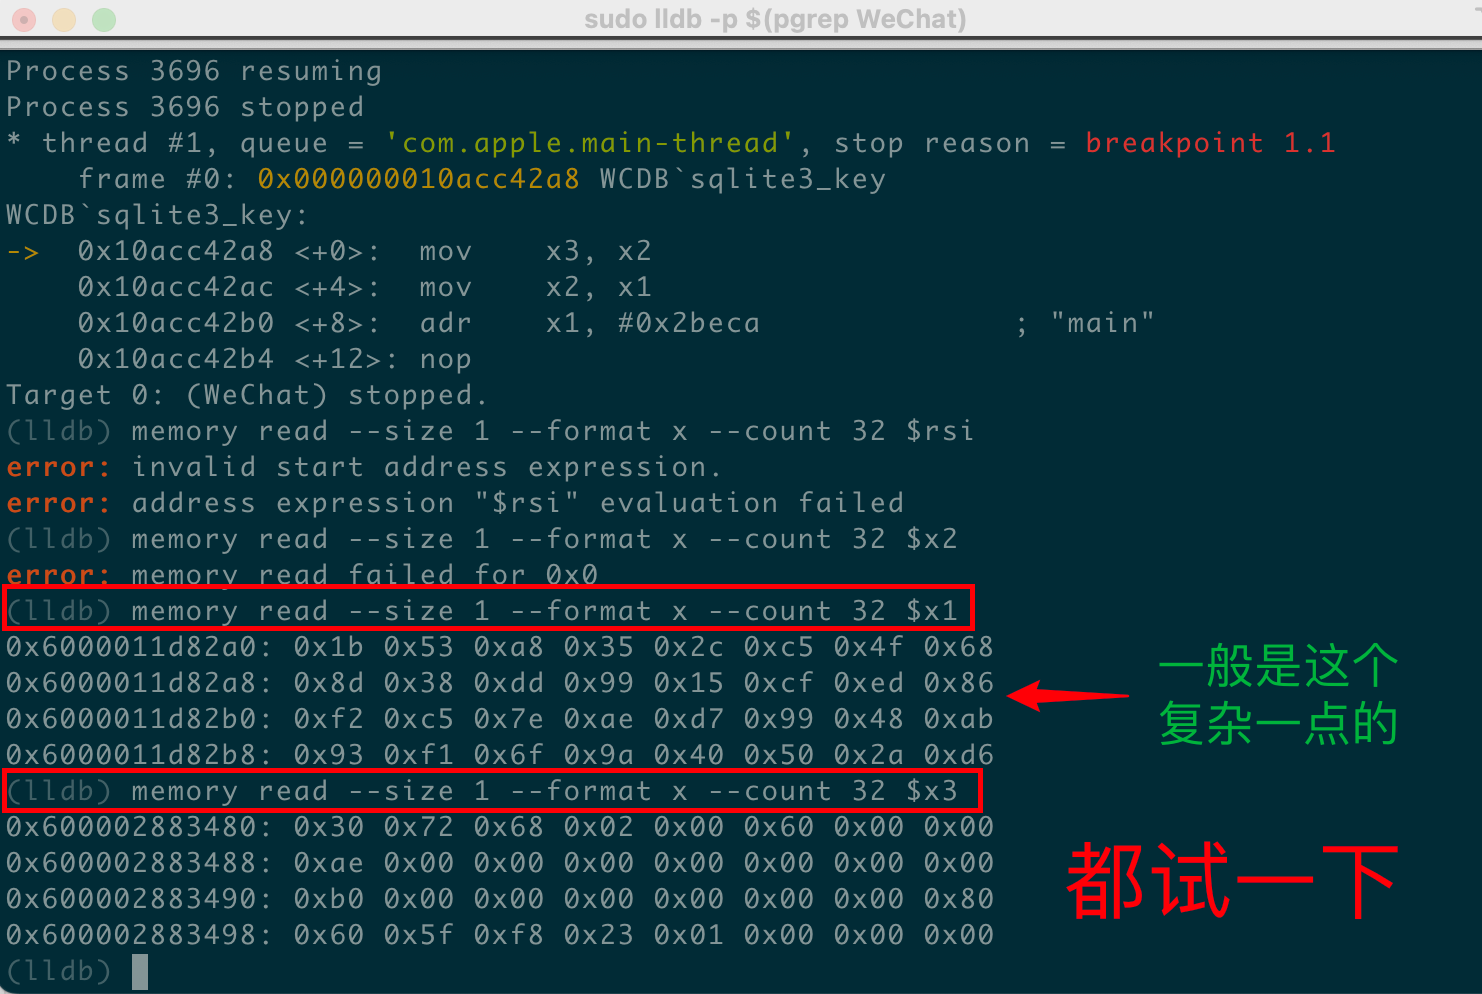 sudo lldb -p $(pgrep WeChat)
Process 3696 resuming
Process 3696 stopped
* thread #1, queue = 'com.apple.main-thread', stop reason = breakpoint 1.1
    frame #0: 0x000000010acc42a8 WCDB`sqlite3_key
WCDB`sqlite3_key:
->  0x10acc42a8 <+0>:  mov    x3, x2
    0x10acc42ac <+4>:  mov    x2, x1
    0x10acc42b0 <+8>:  adr    x1, #0x2beca              ; "main"
    0x10acc42b4 <+12>: nop
Target 0: (WeChat) stopped.
(lldb) memory read --size 1 --format x --count 32 $rsi
error: invalid start address expression.
error: address expression "$rsi" evaluation failed
(lldb) memory read --size 1 --format x --count 32 $x2
error: memory read failed for 0x0
(lldb) memory read --size 1 --format x --count 32 $x1
0x6000011d82a0: 0x1b 0x53 0xa8 0x35 0x2c 0xc5 0x4f 0x68
0x6000011d82a8: 0x8d 0x38 0xdd 0x99 0x15 0xcf 0xed 0x86
0x6000011d82b0: 0xf2 0xc5 0x7e 0xae 0xd7 0x99 0x48 0xab
0x6000011d82b8: 0x93 0xf1 0x6f 0x9a 0x40 0x50 0x2a 0xd6
一般是这个
复杂一点的
(lldb) memory read --size 1 --format x --count 32 $x3
0x600002883480: 0x30 0x72 0x68 0x02 0x00 0x60 0x00 0x00
0x600002883488: 0xae 0x00 0x00 0x00 0x00 0x00 0x00 0x00
0x600002883490: 0xb0 0x00 0x00 0x00 0x00 0x00 0x00 0x80
0x600002883498: 0x60 0x5f 0xf8 0x23 0x01 0x00 0x00 0x00
都试一下
(lldb)